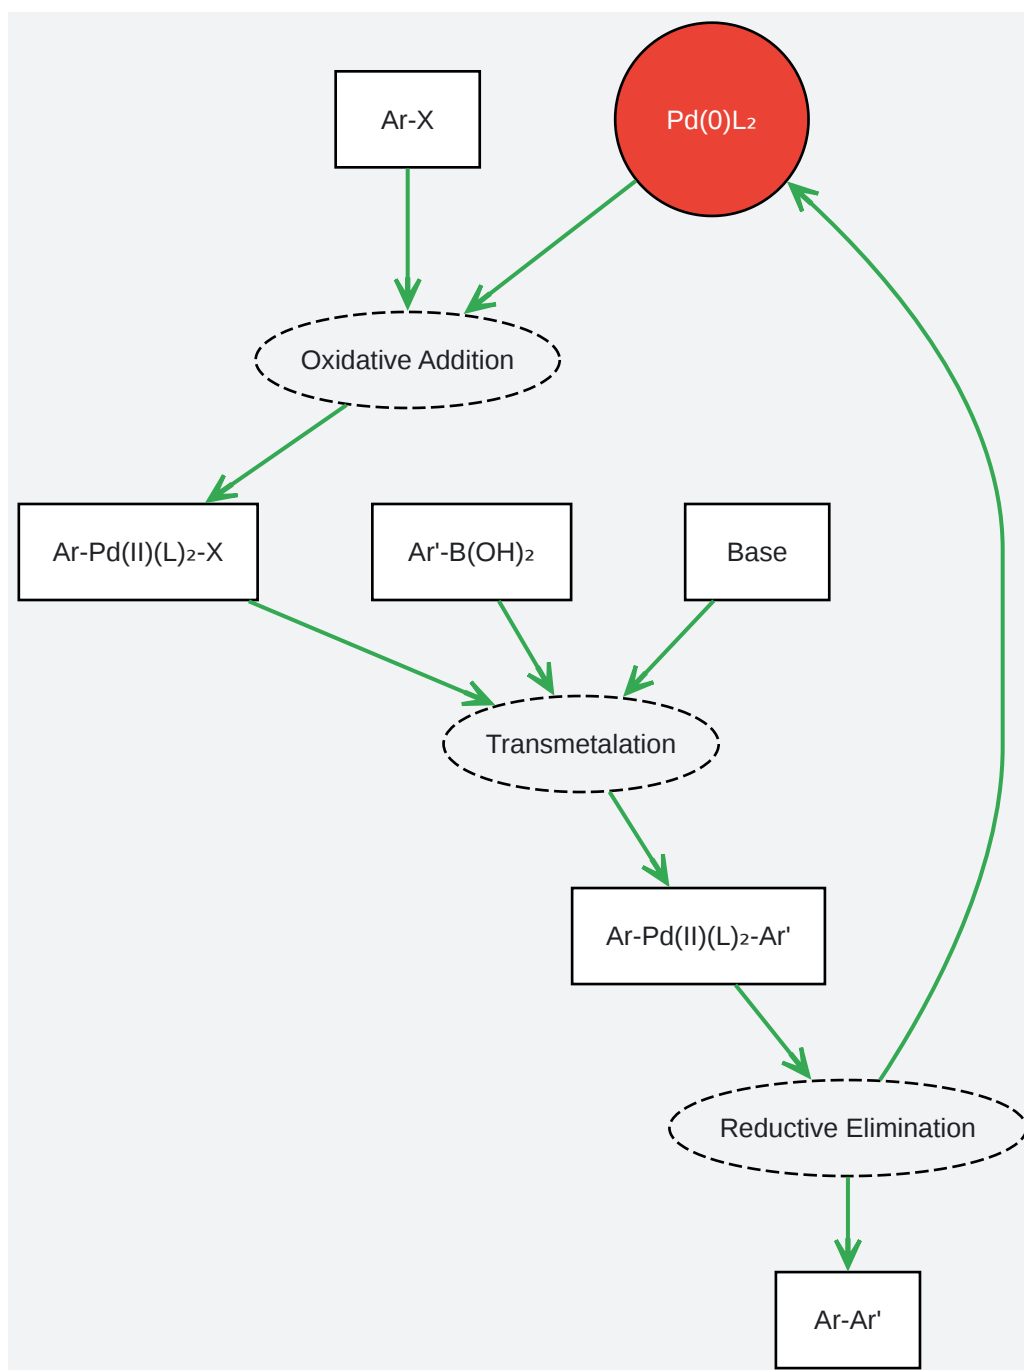 Ar-X
Pd(0)L₂
Oxidative Addition
Ar-Pd(II)(L)₂-X
Ar'-B(OH)₂
Base
Transmetalation
Ar-Pd(II)(L)₂-Ar'
Reductive Elimination
Ar-Ar'